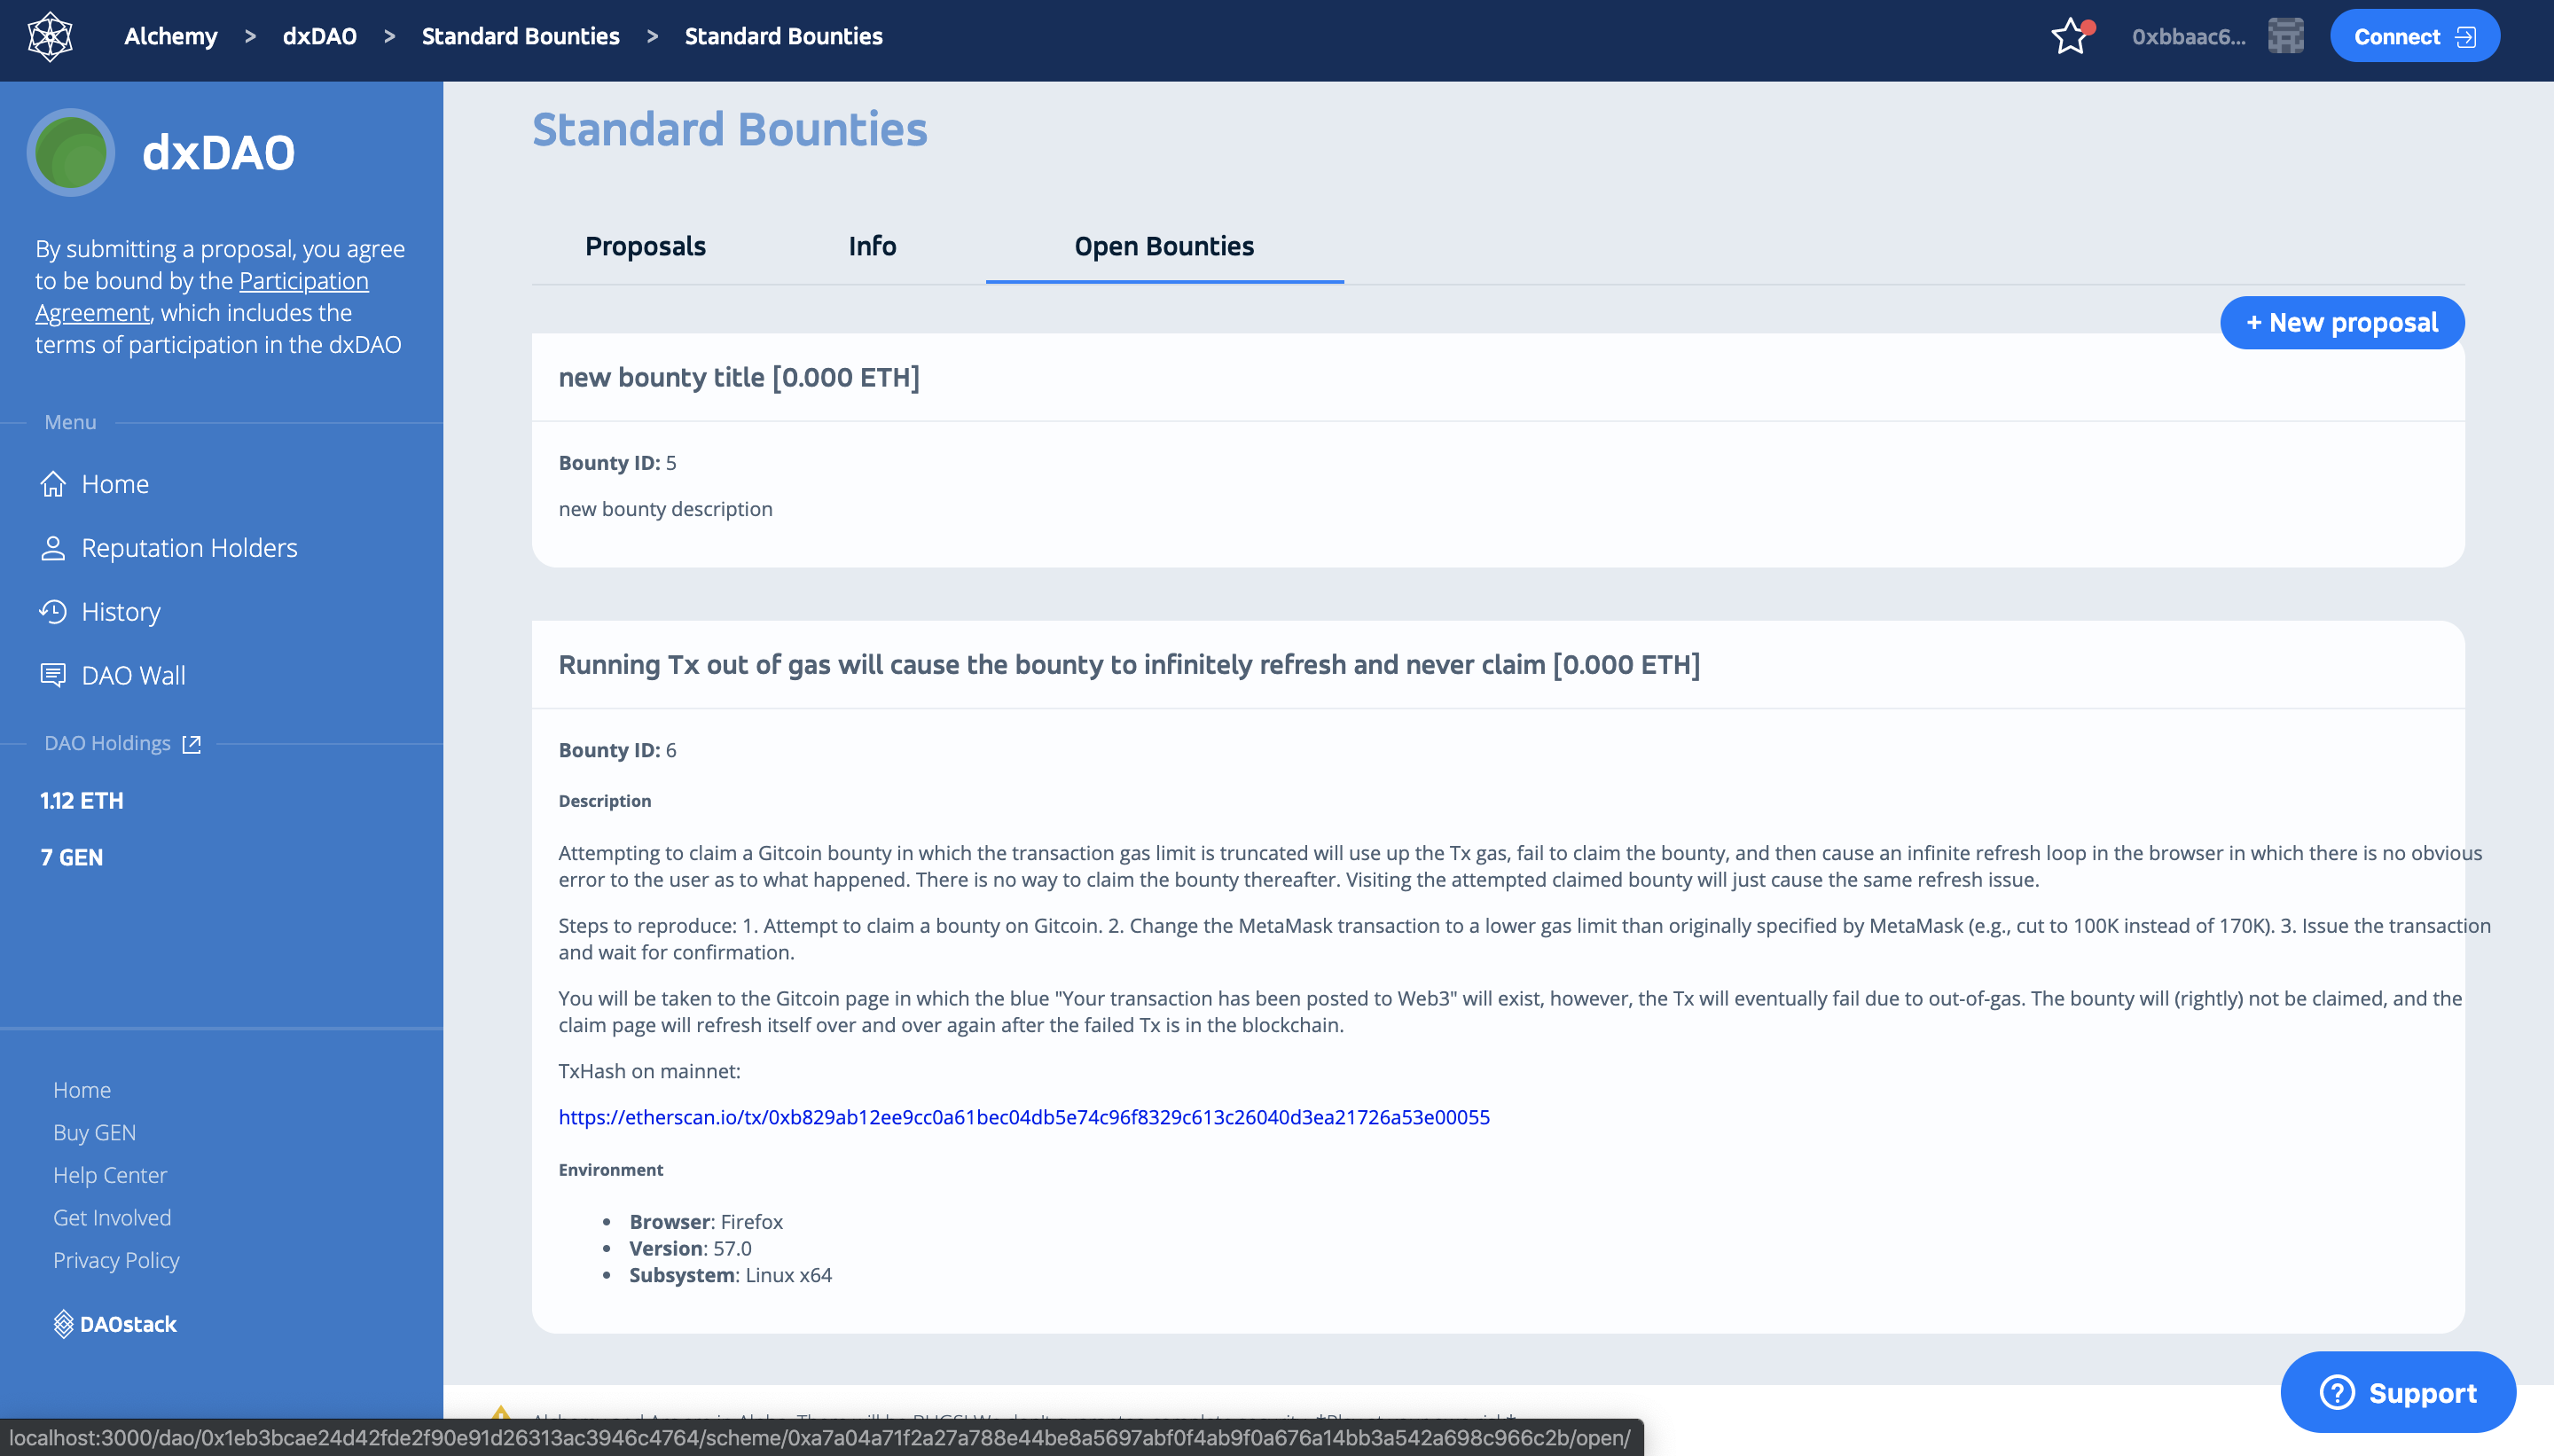 Alchemy > dxDAO > Standard Bounties > Standard Bounties
0xbbaac6...
Connect
dxDAO
By submitting a proposal, you agree
to be bound by the Participation
Agreement, which includes the
terms of participation in the dxDAO
Menu
Home
Reputation Holders
History
DAO Wall
DAO Holdings
1.12 ETH
7 GEN
Home
Buy GEN
Help Center
Get Involved
Privacy Policy
DAOstack
Standard Bounties
Proposals
Info
Open Bounties
+ New proposal
new bounty title [0.000 ETH]
Bounty ID: 5
new bounty description
Running Tx out of gas will cause the bounty to infinitely refresh and never claim [0.000 ETH]
Bounty ID: 6
Description
Attempting to claim a Gitcoin bounty in which the transaction gas limit is truncated will use up the Tx gas, fail to claim the bounty, and then cause an infinite refresh loop in the browser in which there is no obvious
error to the user as to what happened. There is no way to claim the bounty thereafter. Visiting the attempted claimed bounty will just cause the same refresh issue.
Steps to reproduce: 1. Attempt to claim a bounty on Gitcoin. 2. Change the MetaMask transaction to a lower gas limit than originally specified by MetaMask (e.g., cut to 100K instead of 170K). 3. Issue the transaction
and wait for confirmation.
You will be taken to the Gitcoin page in which the blue "Your transaction has been posted to Web3" will exist, however, the Tx will eventually fail due to out-of-gas. The bounty will (rightly) not be claimed, and the
claim page will refresh itself over and over again after the failed Tx is in the blockchain.
TxHash on mainnet:
https://etherscan.io/tx/0xb829ab12ee9cc0a61bec04db5e74c96f8329c613c26040d3ea21726a53e00055
Environment
• Browser: Firefox
• Version: 57.0
• Subsystem: Linux x64
Support
localhost:3000/dao/0x1eb3bcae24d42fde2f90e91d26313ac3946c4764/scheme/0xa7a04a71f2a27a788e44be8a5697abf0f4ab9f0a676a14bb3a542a698c966c2b/open/